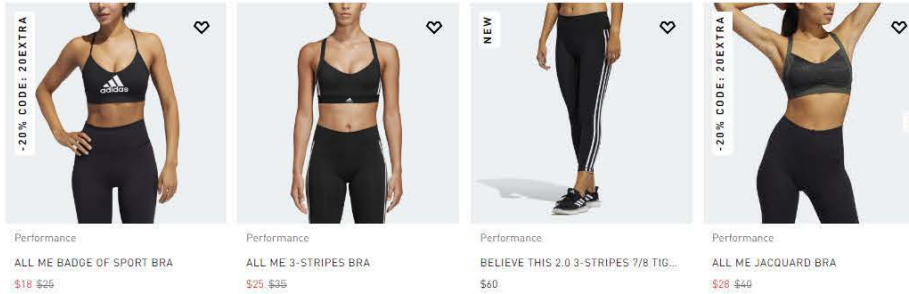 -20% CODE: 20EXTRA
adidas
Performance
ALL ME BADGE OF SPORT BRA
$18 $25
Performance
ALL ME 3-STRIPES BRA
$25 $35
NEW
Performance
BELIEVE THIS 2.0 3-STRIPES 7/8 TIG...
$60
-20% CODE: 20EXTRA
Performance
ALL ME JACQUARD BRA
$28 $40